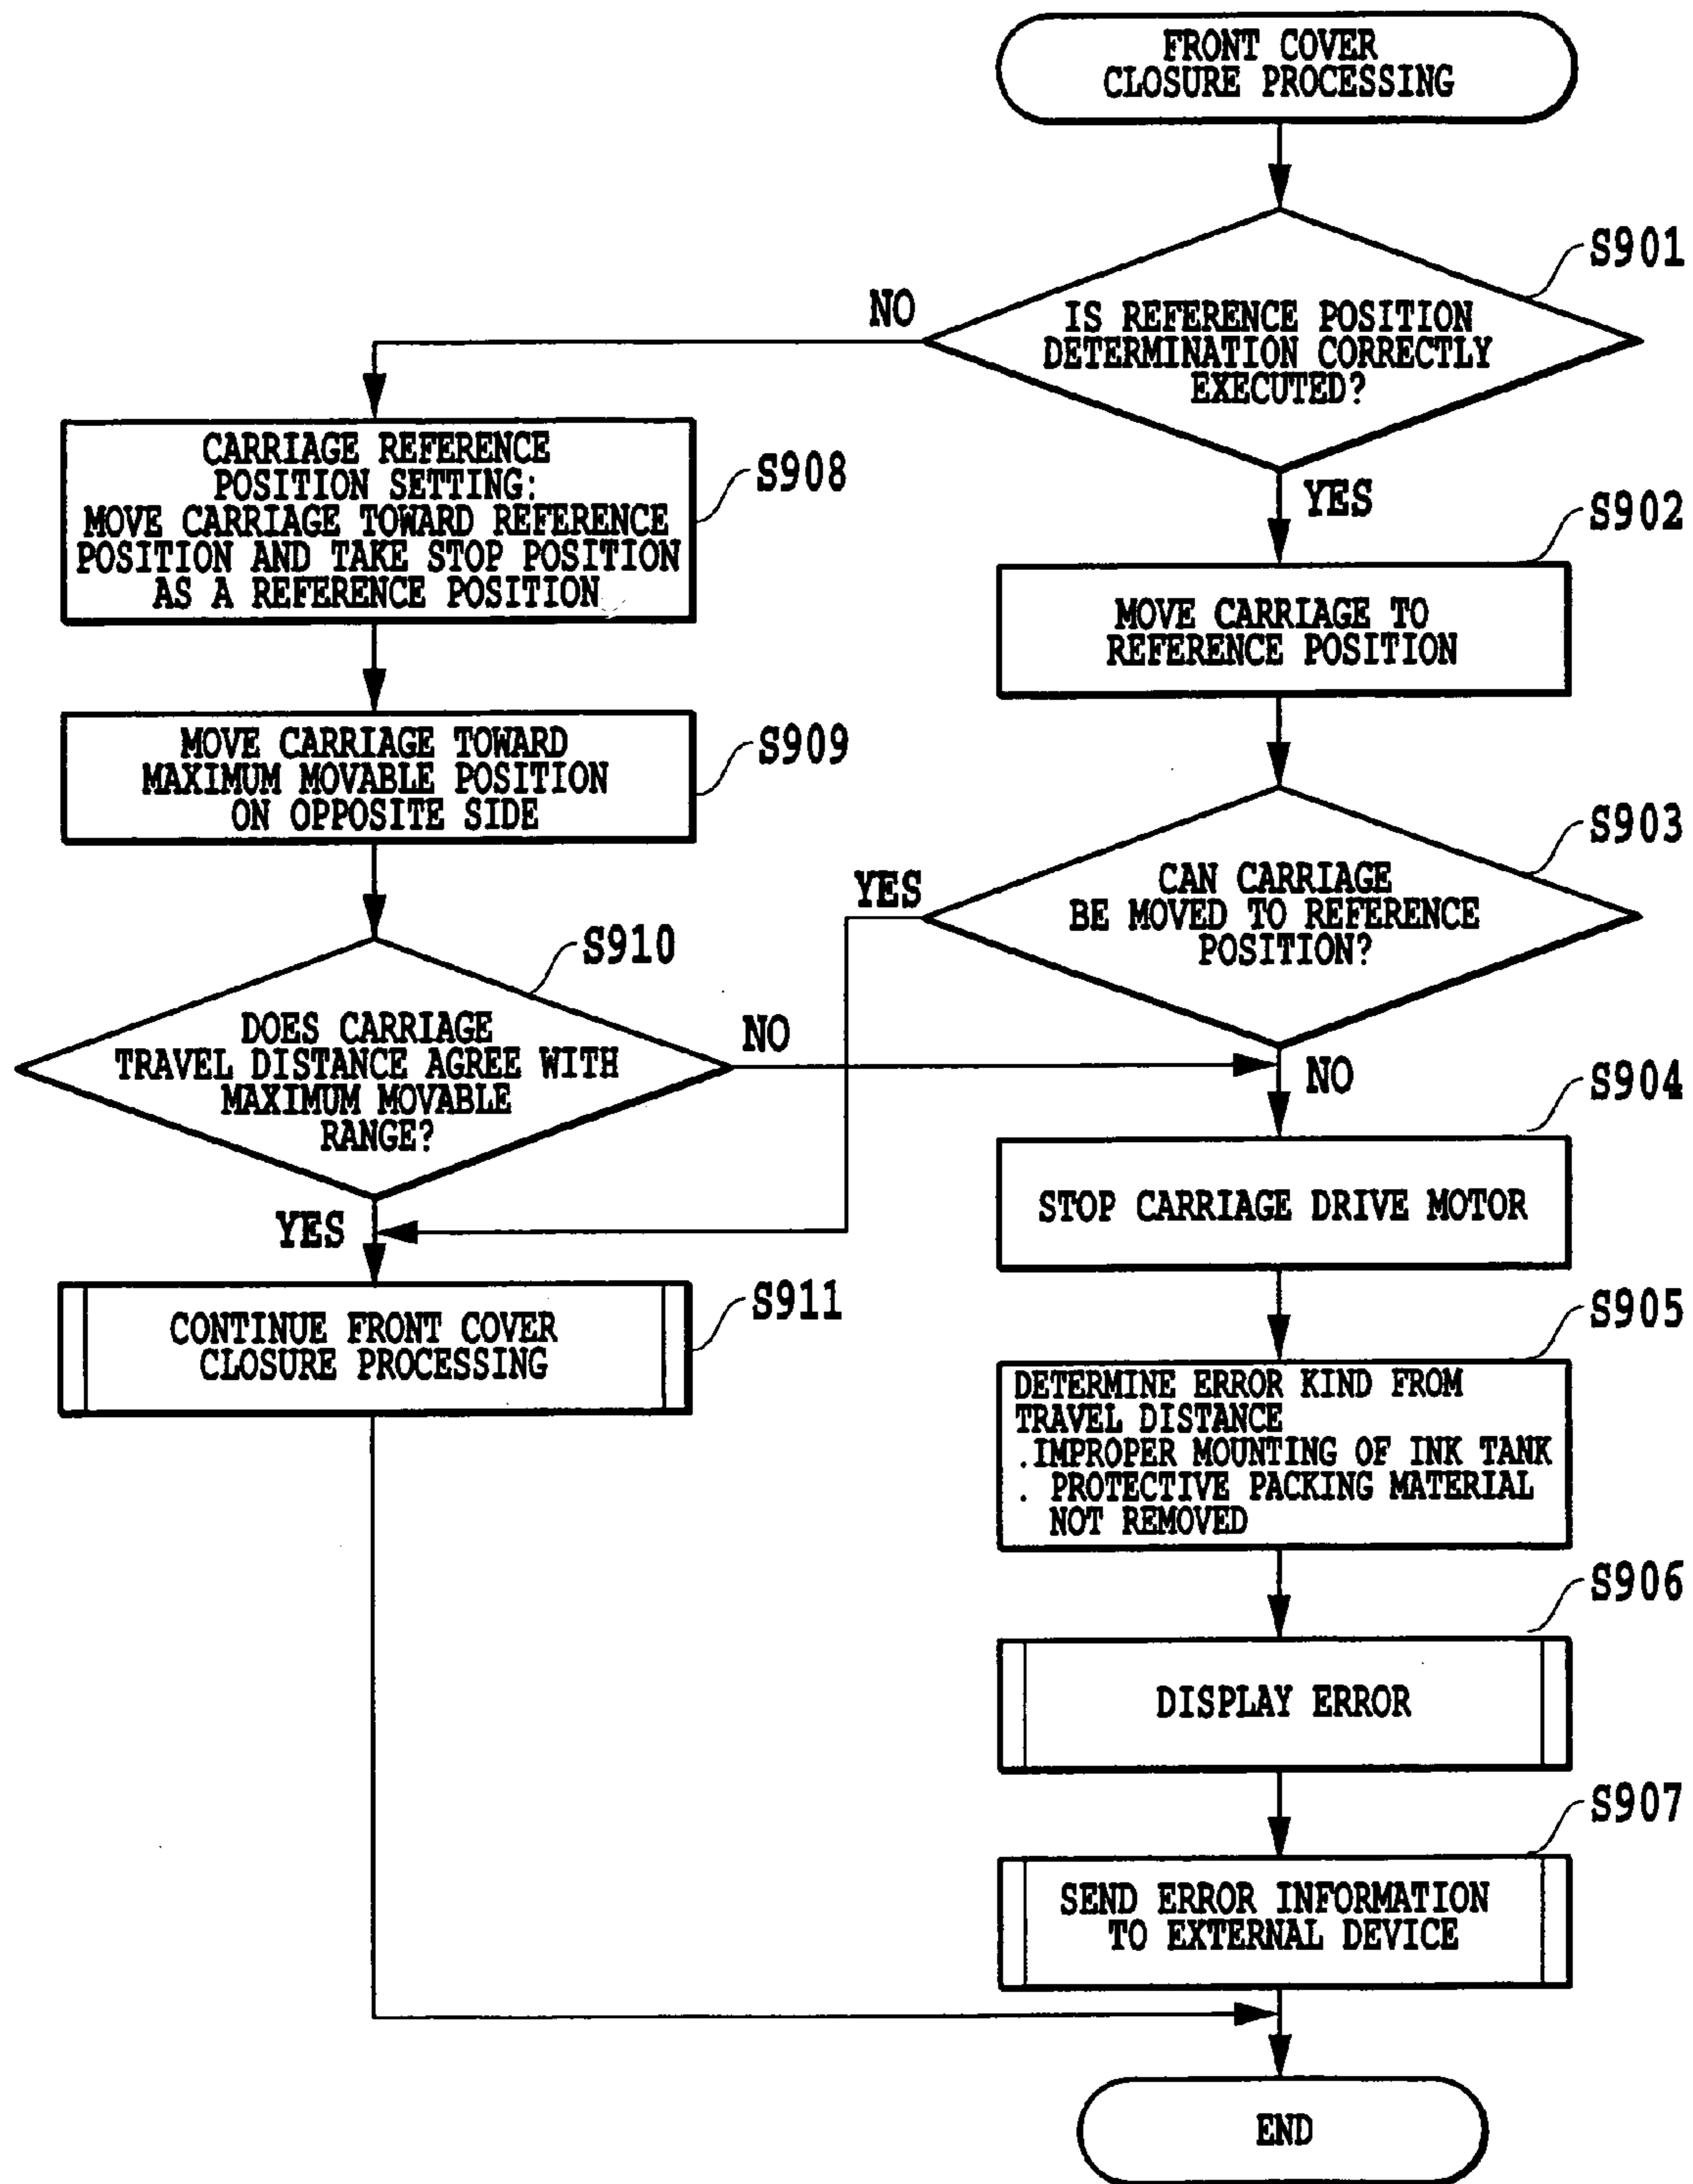 FRONT COVER
CLOSURE PROCESSING
S901
IS REFERENCE POSITION
DETERMINATION CORRECTLY
EXECUTED?
NO
YES
CARRIAGE REFERENCE
POSITION SETTING:
MOVE CARRIAGE TOWARD REFERENCE
POSITION AND TAKE STOP POSITION
AS A REFERENCE POSITION
S908
S902
MOVE CARRIAGE TO
REFERENCE POSITION
MOVE CARRIAGE TOWARD
MAXIMUM MOVABLE POSITION
ON OPPOSITE SIDE
S909
S903
CAN CARRIAGE
BE MOVED TO REFERENCE
POSITION?
YES
NO
S910
DOES CARRIAGE
TRAVEL DISTANCE AGREE WITH
MAXIMUM MOVABLE
RANGE?
NO
YES
S904
STOP CARRIAGE DRIVE MOTOR
CONTINUE FRONT COVER
CLOSURE PROCESSING
S911
S905
DETERMINE ERROR KIND FROM
TRAVEL DISTANCE
.IMPROPER MOUNTING OF INK TANK
. PROTECTIVE PACKING MATERIAL
NOT REMOVED
S906
DISPLAY ERROR
S907
SEND ERROR INFORMATION
TO EXTERNAL DEVICE
END